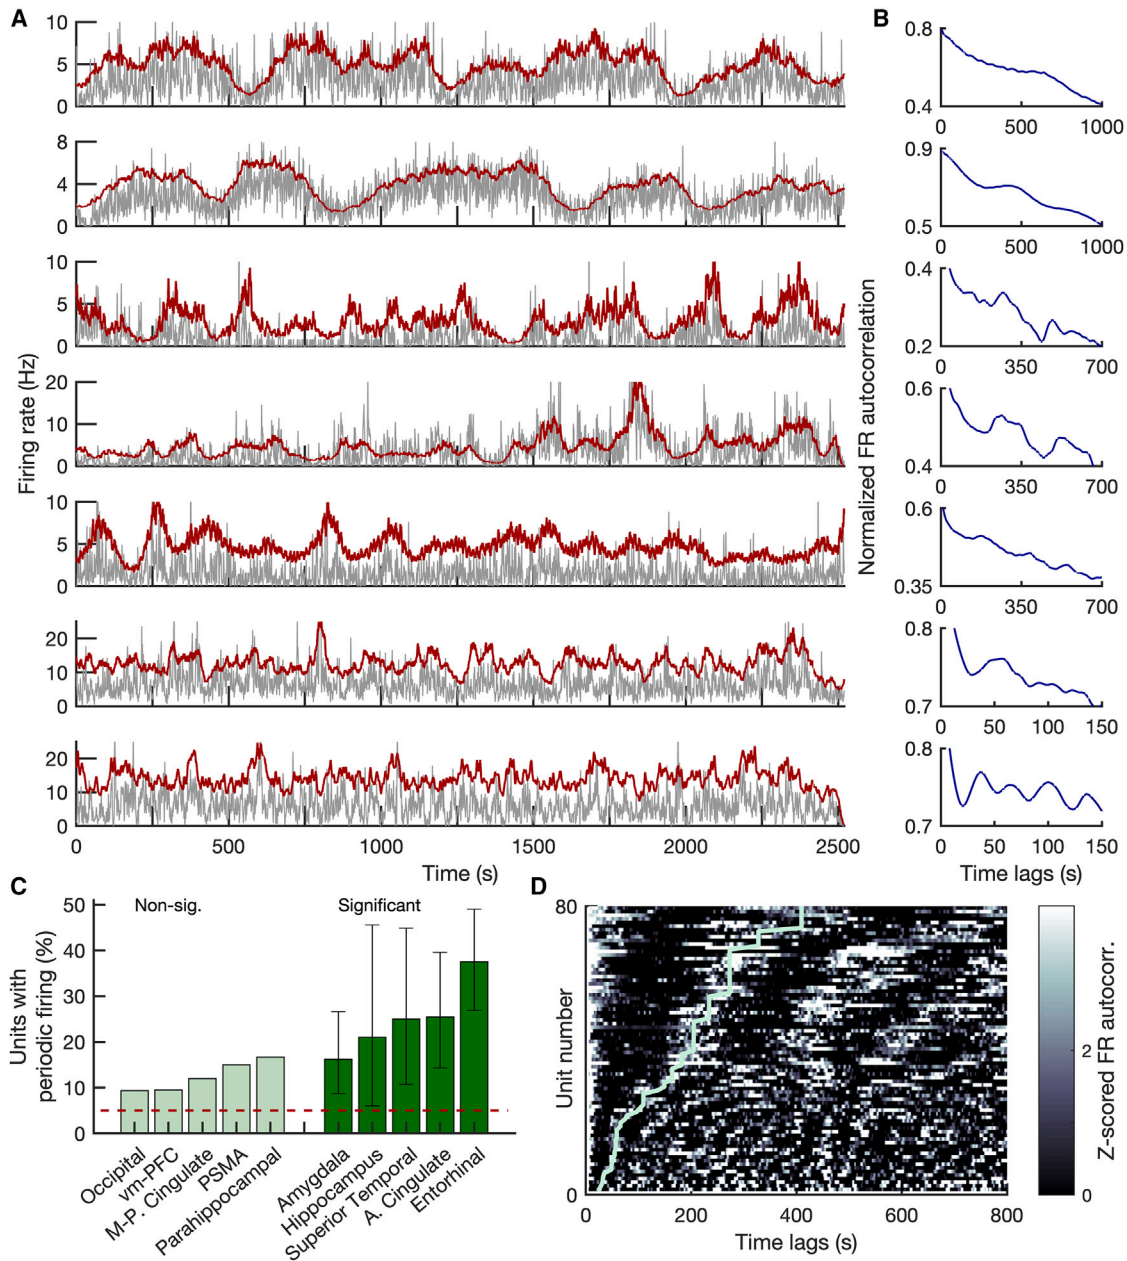 A
B
Firing rate (Hz)
10
5
0
8
4
0
10
5
0
20
10
0
10
5
0
20
10
0
20
10
0
0 500 1000 1500 2000 2500
Time (s)
Normalized FR autocorrelation
0.8
0.4
0 500 1000
0.9
0.5
0 500 1000
0.4
0.2
0 350 700
0.6
0.4
0 350 700
0.6
0.35
0 350 700
0.8
0.7
0 50 100 150
0.8
0.7
0 50 100 150
Time lags (s)
C
Units with
periodic firing (%)
50
40
30
20
10
0
Non-sig.
Significant
Occipital
vm-PFC
M-P. Cingulate
PSMA
Parahippocampal
Amygdala
Hippocampus
Superior Temporal
A. Cingulate
Entorhinal
D
Unit number
80
0
0 200 400 600 800
Time lags (s)
2
0
Z-scored FR autocorr.